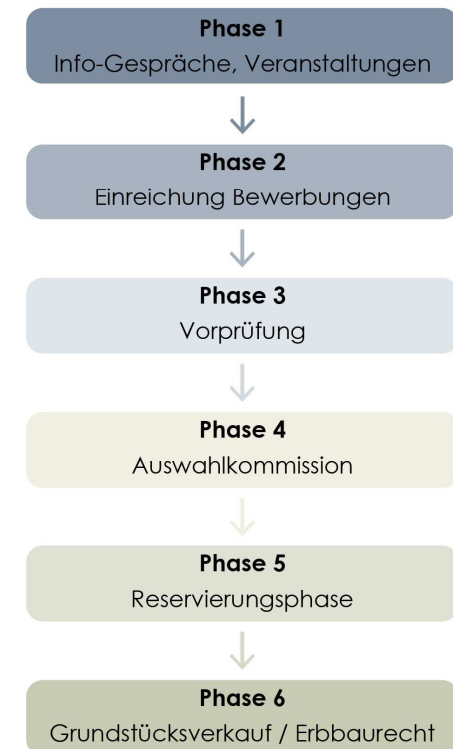 Phase 1
Info-Gespräche, Veranstaltungen
Phase 2
Einreichung Bewerbungen
Phase 3
Vorprüfung
Phase 4
Auswahlkommission
Phase 5
Reservierungsphase
Phase 6
Grundstücksverkauf / Erbbaurecht